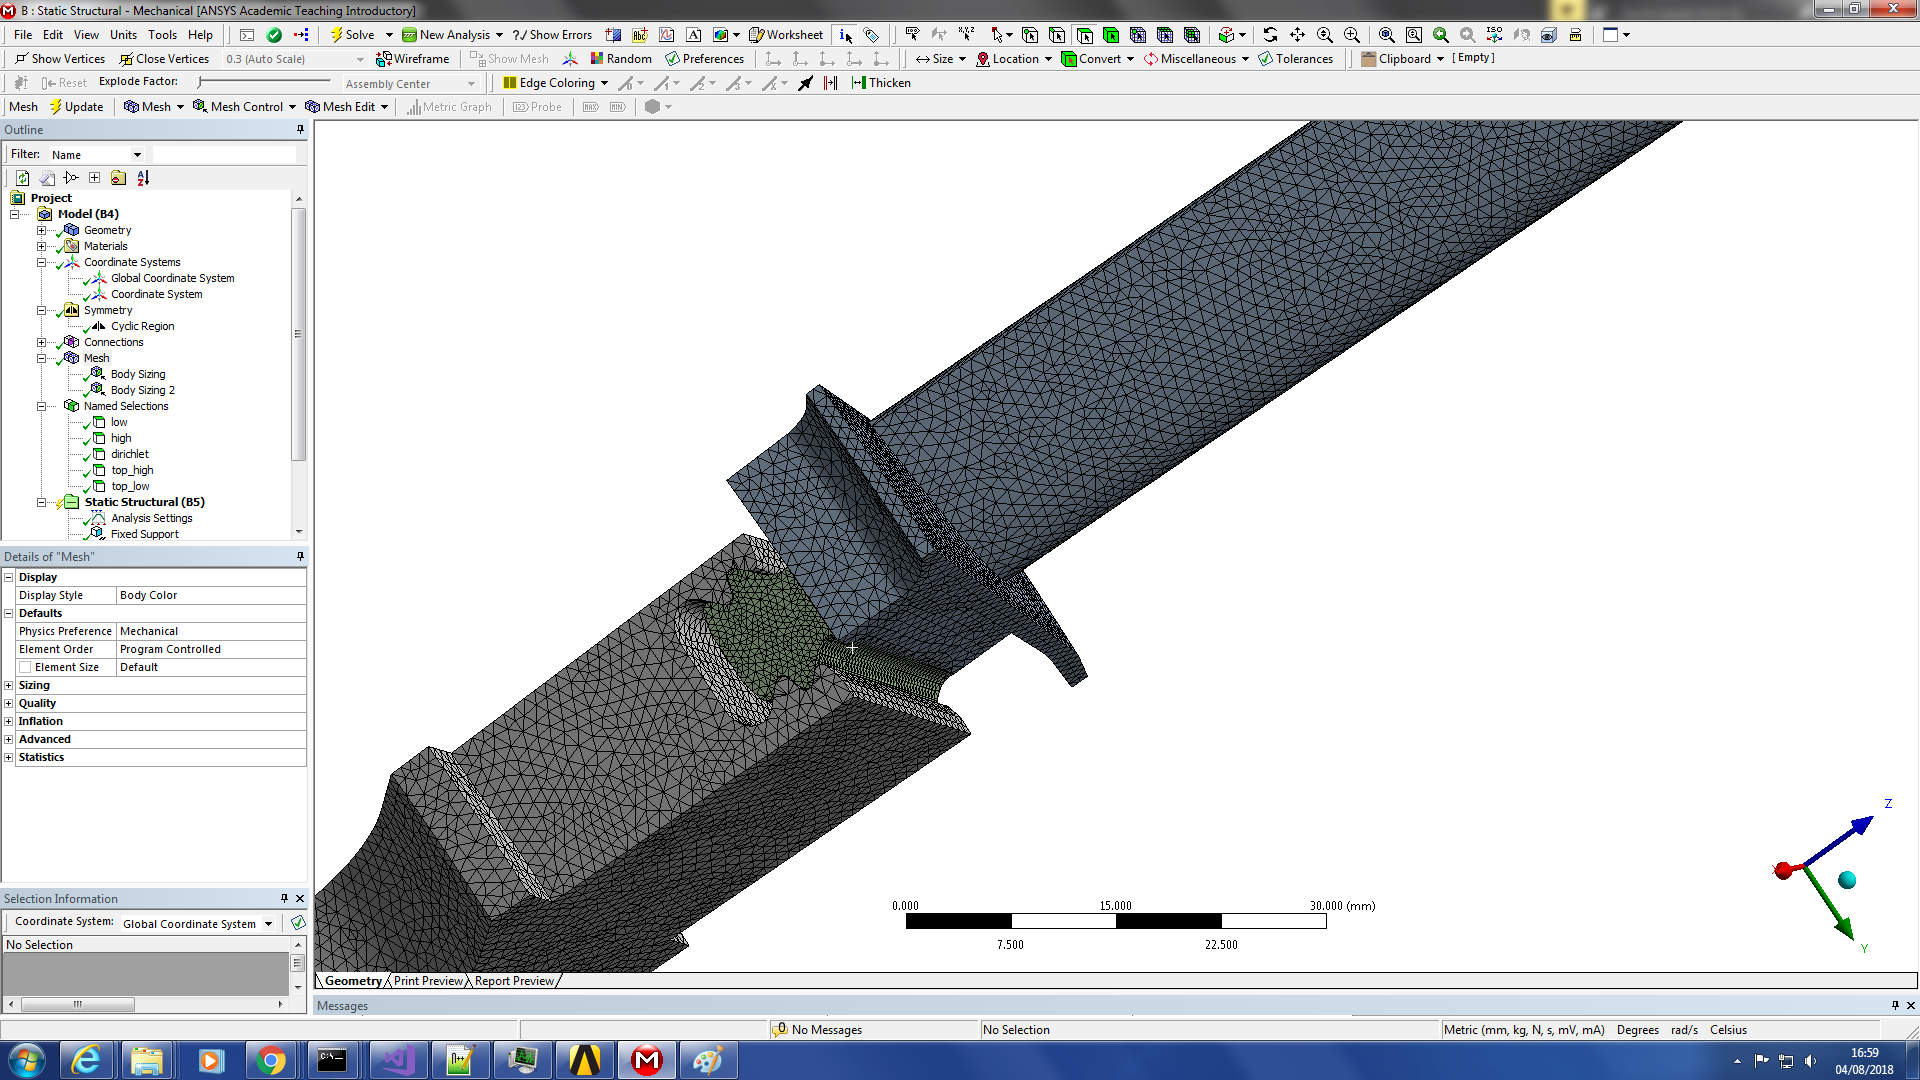 B : Static Structural - Mechanical [ANSYS Academic Teaching Introductory]
File Edit View Units Tools Help Solve New Analysis ?/ Show Errors Worksheet
Show Vertices Close Vertices 0.3 (Auto Scale) Wireframe Show Mesh Random Preferences Size Location Convert Miscellaneous Tolerances Clipboard [ Empty ]
Reset Explode Factor: Assembly Center Edge Coloring Thicken
Mesh Update Mesh Mesh Control Mesh Edit Metric Graph Probe MAX MIN
Outline
Filter: Name
Project
Model (B4)
Geometry
Materials
Coordinate Systems
Global Coordinate System
Coordinate System
Symmetry
Cyclic Region
Connections
Mesh
Body Sizing
Body Sizing 2
Named Selections
low
high
dirichlet
top_high
top_low
Static Structural (B5)
Analysis Settings
Fixed Support
Details of "Mesh"
Display
Display Style Body Color
Defaults
Physics Preference Mechanical
Element Order Program Controlled
Element Size Default
Sizing
Quality
Inflation
Advanced
Statistics
Selection Information
Coordinate System: Global Coordinate System
No Selection
0.000 15.000 30.000 (mm)
7.500 22.500
Z
Y
Geometry Print Preview Report Preview
Messages
No Messages No Selection Metric (mm, kg, N, s, mV, mA) Degrees rad/s Celsius
16:59
04/08/2018